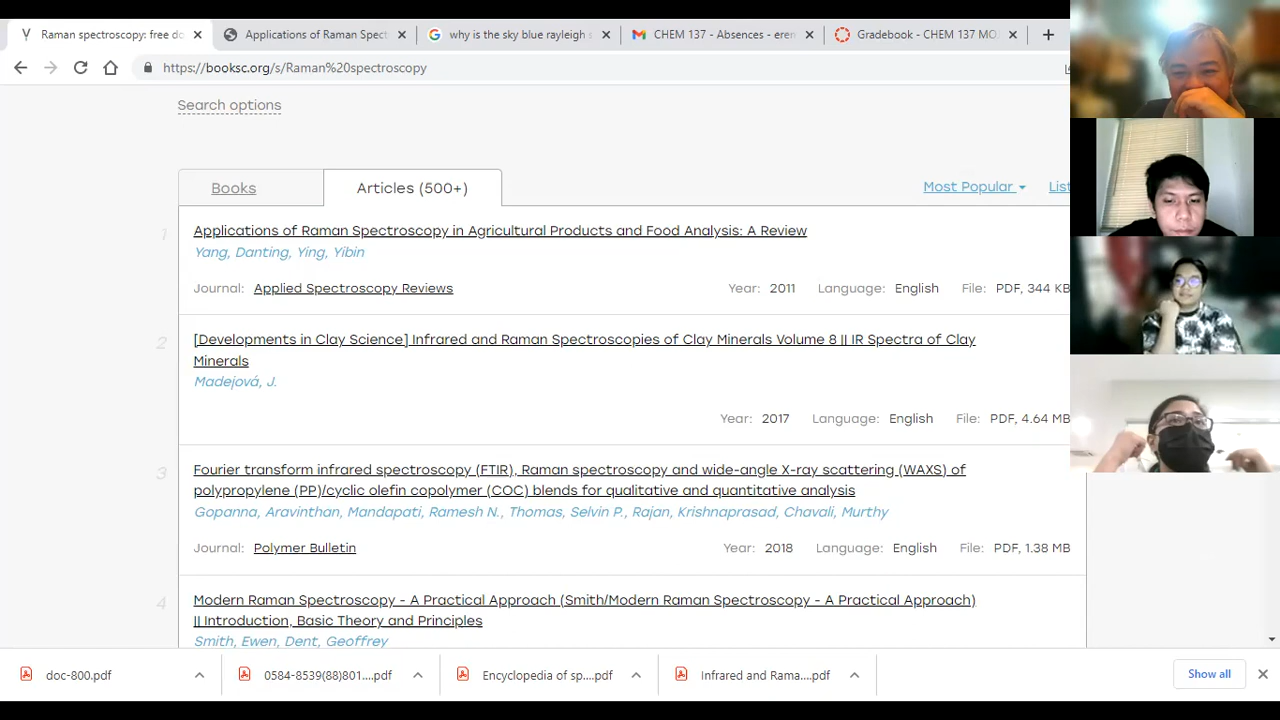 Raman spectroscopy: free do
Applications of Raman Spect
why is the sky blue rayleigh s
CHEM 137 - Absences - eren
Gradebook - CHEM 137 MO
https://booksc.org/s/Raman%20spectroscopy
Search options
Books
Articles (500+)
Most Popular
List
1
Applications of Raman Spectroscopy in Agricultural Products and Food Analysis: A Review
Yang, Danting, Ying, Yibin
Journal: Applied Spectroscopy Reviews
Year: 2011 Language: English File: PDF, 344 KB
2
[Developments in Clay Science] Infrared and Raman Spectroscopies of Clay Minerals Volume 8 || IR Spectra of Clay
Minerals
Madejová, J.
Year: 2017 Language: English File: PDF, 4.64 MB
3
Fourier transform infrared spectroscopy (FTIR), Raman spectroscopy and wide-angle X-ray scattering (WAXS) of
polypropylene (PP)/cyclic olefin copolymer (COC) blends for qualitative and quantitative analysis
Gopanna, Aravinthan, Mandapati, Ramesh N., Thomas, Selvin P., Rajan, Krishnaprasad, Chavali, Murthy
Journal: Polymer Bulletin
Year: 2018 Language: English File: PDF, 1.38 MB
4
Modern Raman Spectroscopy - A Practical Approach (Smith/Modern Raman Spectroscopy - A Practical Approach)
|| Introduction, Basic Theory and Principles
Smith, Ewen, Dent, Geoffrey
doc-800.pdf
0584-8539(88)801....pdf
Encyclopedia of sp....pdf
Infrared and Rama....pdf
Show all